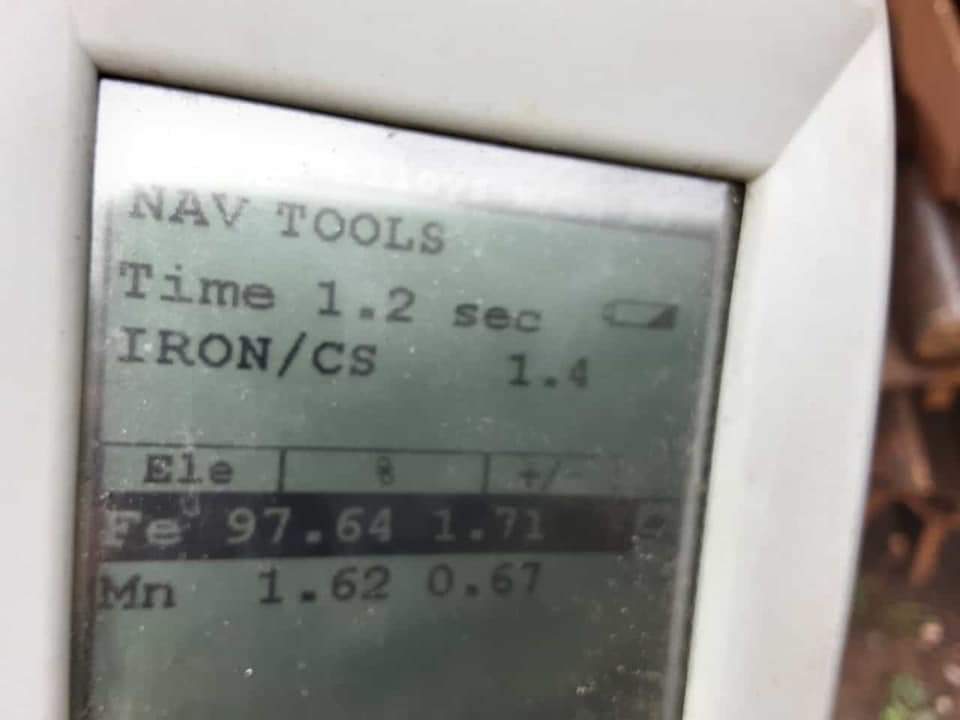 NAV TOOLS
Time 1.2 sec
IRON/CS 1.4
Ele % +/-
Fe 97.64 1.71
Mn 1.62 0.67